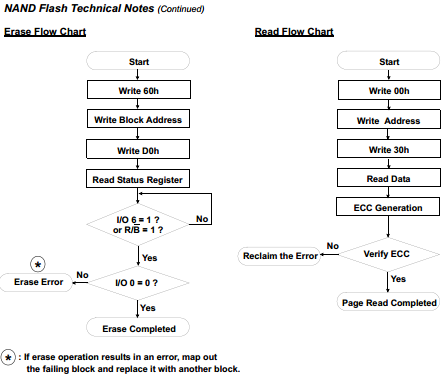 NAND Flash Technical Notes (Continued)
Erase Flow Chart
Start
Write 60h
Write Block Address
Write D0h
Read Status Register
I/O 6 = 1 ?
or R/B = 1 ?
No
Yes
*
Erase Error
No
I/O 0 = 0 ?
Yes
Erase Completed
* : If erase operation results in an error, map out
the failing block and replace it with another block.
Read Flow Chart
Start
Write 00h
Write Address
Write 30h
Read Data
ECC Generation
Reclaim the Error
No
Verify ECC
Yes
Page Read Completed